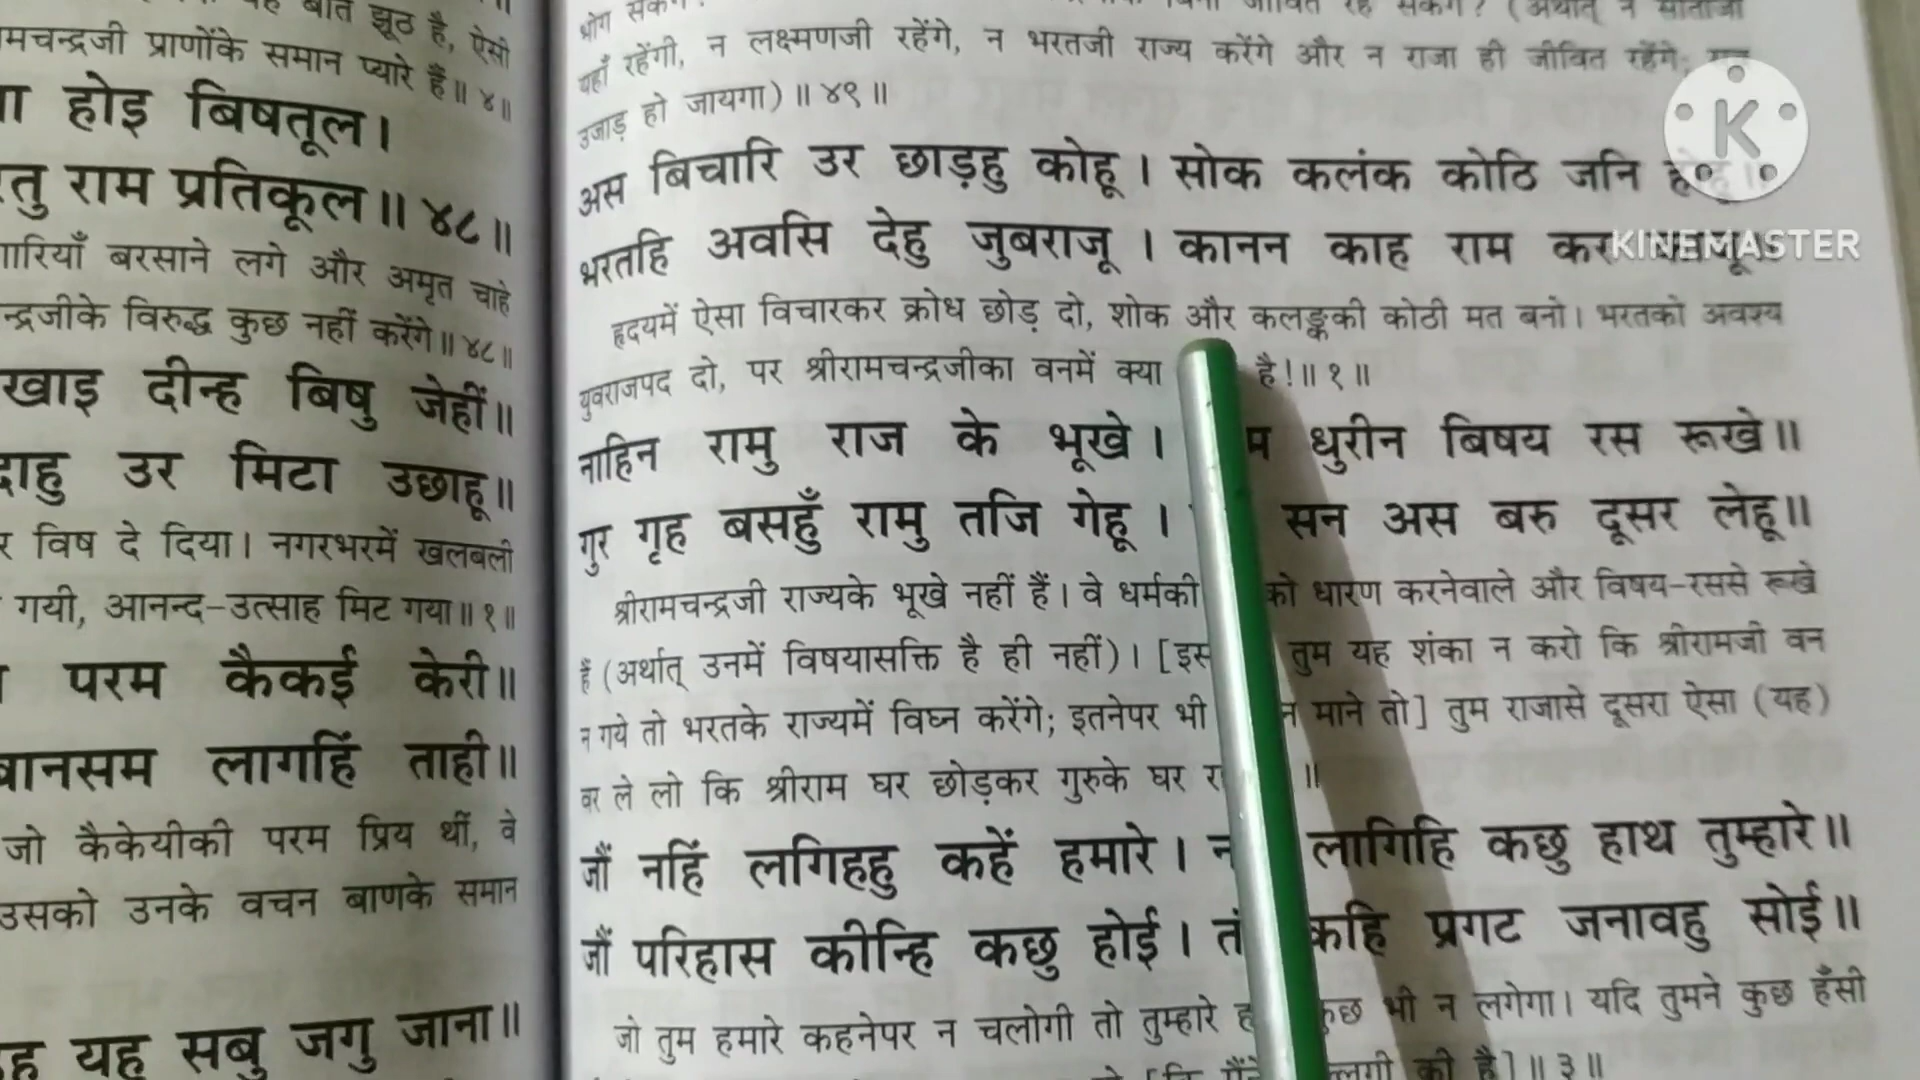 बात झूठ है, ऐसी
मचन्द्रजी प्राणोंके समान प्यारे हैं॥ ४॥
होइ बिषतूल।
तु राम प्रतिकूल॥ ४८॥
गारियाँ बरसाने लगे और अमृत चाहे
न्द्रजीके विरुद्ध कुछ नहीं करेंगे॥ ४८॥
खाइ दीन्ह बिषु जेहीं॥
दाहु उर मिटा उछाहू॥
र विष दे दिया। नगरभरमें खलबली
गयी, आनन्द-उत्साह मिट गया॥ १॥
परम कैकई केरी॥
बानसम लागहिं ताही॥
जो कैकेयीकी परम प्रिय थीं, वे
उसको उनके वचन बाणके समान
यह सबु जगु जाना॥
भोग सकेंगे
यहाँ रहेंगी, न लक्ष्मणजी रहेंगे, न भरतजी राज्य करेंगे और न राजा ही जीवित रहेंगे;
उजाड़ हो जायगा)॥ ४९॥
अस बिचारि उर छाड़हु कोहू। सोक कलंक कोठि जनि
भरतहि अवसि देहु जुबराजू। कानन काह राम कर
हृदयमें ऐसा विचारकर क्रोध छोड़ दो, शोक और कलङ्ककी कोठी मत बनो। भरतको अवश्य
युवराजपद दो, पर श्रीरामचन्द्रजीका वनमें क्या है!॥ १॥
नाहिन रामु राज के भूखे। म धुरीन बिषय रस रूखे॥
गुर गृह बसहुँ रामु तजि गेहू। सन अस बरु दूसर लेहू॥
श्रीरामचन्द्रजी राज्यके भूखे नहीं हैं। वे धर्मकी को धारण करनेवाले और विषय-रससे रूखे
हैं (अर्थात् उनमें विषयासक्ति है ही नहीं)। [इस तुम यह शंका न करो कि श्रीरामजी वन
न गये तो भरतके राज्यमें विघ्न करेंगे; इतनेपर भी न माने तो] तुम राजासे दूसरा ऐसा (यह)
वर ले लो कि श्रीराम घर छोड़कर गुरुके घर र ॥
जौं नहिं लगिहहु कहें हमारे। न लागिहि कछु हाथ तुम्हारे॥
जौं परिहास कीन्हि कछु होई। तौ कहि प्रगट जनावहु सोई॥
जो तुम हमारे कहनेपर न चलोगी तो तुम्हारे ह कुछ भी न लगेगा। यदि तुमने कुछ हँसी
की है]॥ ३॥
K
KINEMASTER